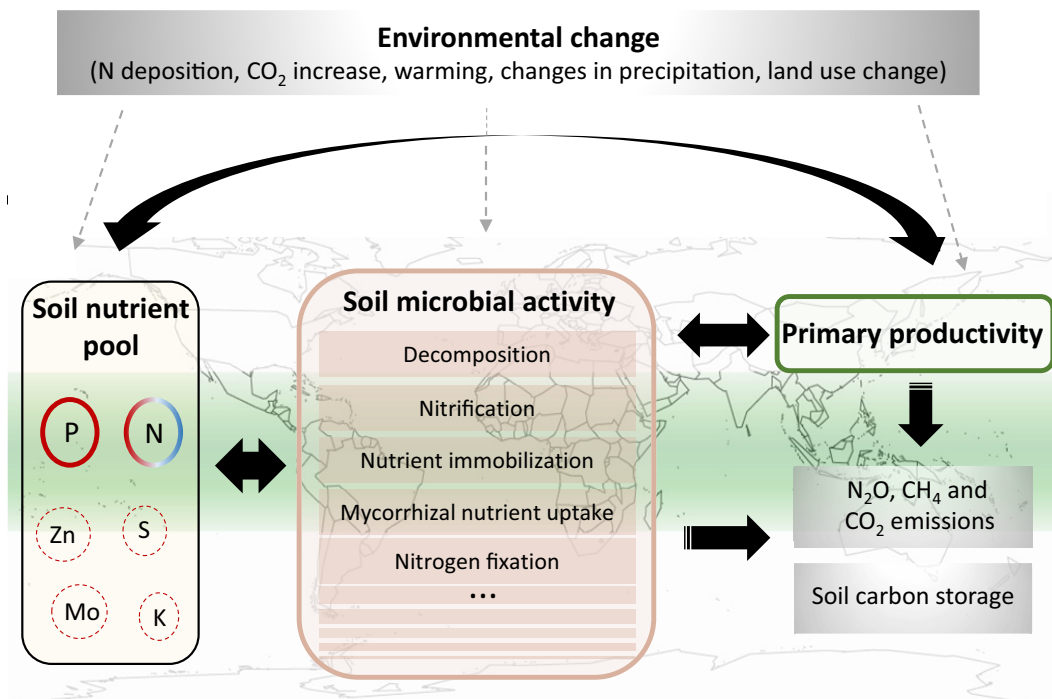 Environmental change
(N deposition, CO₂ increase, warming, changes in precipitation, land use change)
Soil nutrient
pool
P
N
Zn
S
Mo
K
Soil microbial activity
Decomposition
Nitrification
Nutrient immobilization
Mycorrhizal nutrient uptake
Nitrogen fixation
...
Primary productivity
N₂O, CH₄ and
CO₂ emissions
Soil carbon storage